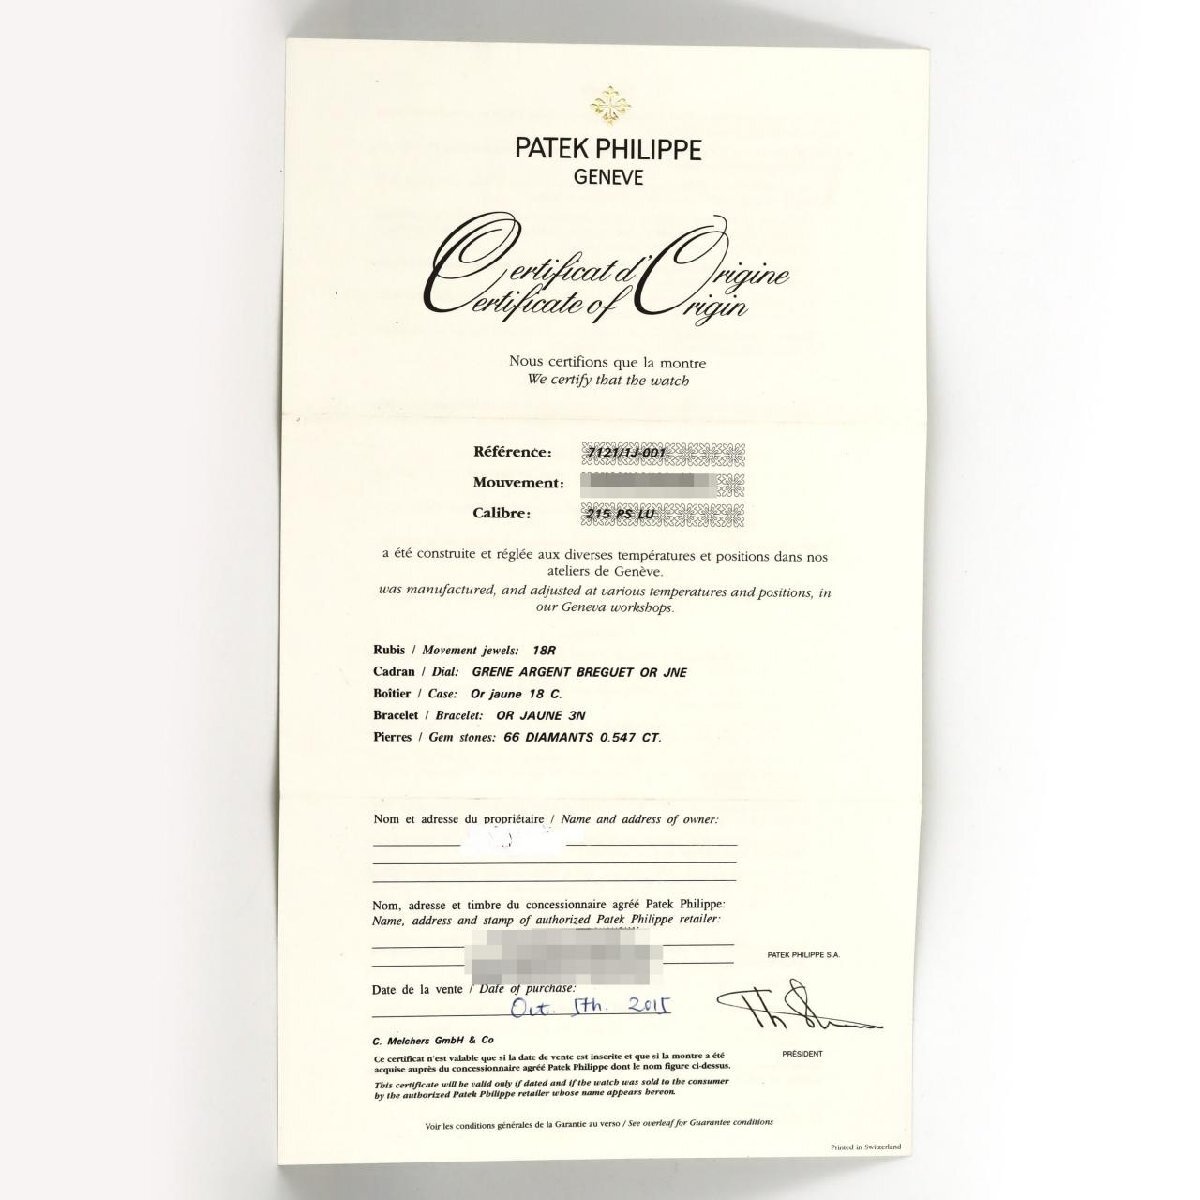 PATEK PHILIPPE
GENEVE
Certificat d'Origine
Certificate of Origin
Nous certifions que la montre
We certify that the watch
Référence: 7121/1J-001
Mouvement:
Calibre: 215 PS LU
a été construite et réglée aux diverses températures et positions dans nos
ateliers de Genève.
was manufactured, and adjusted at various temperatures and positions, in
our Geneva workshops.
Rubis / Movement jewels: 18R
Cadran / Dial: GRENE ARGENT BREGUET OR JNE
Boîtier / Case: Or jaune 18 C.
Bracelet / Bracelet: OR JAUNE 3N
Pierres / Gem stones: 66 DIAMANTS 0.547 CT.
Nom et adresse du propriétaire / Name and address of owner:
Nom, adresse et timbre du concessionnaire agréé Patek Philippe:
Name, address and stamp of authorized Patek Philippe retailer:
PATEK PHILIPPE S.A.
Date de la vente / Date of purchase:
Oct. 5th. 2015
C. Melchers GmbH & Co
PRÉSIDENT
Ce certificat n'est valable que si la date de vente est inscrite et que si la montre a été
acquise auprès du concessionnaire agréé Patek Philippe dont le nom figure ci-dessus.
This certificate will be valid only if dated and if the watch was sold to the consumer
by the authorized Patek Philippe retailer whose name appears hereon.
Voir les conditions générales de la Garantie au verso / See overleaf for Guarantee conditions
Printed in Switzerland